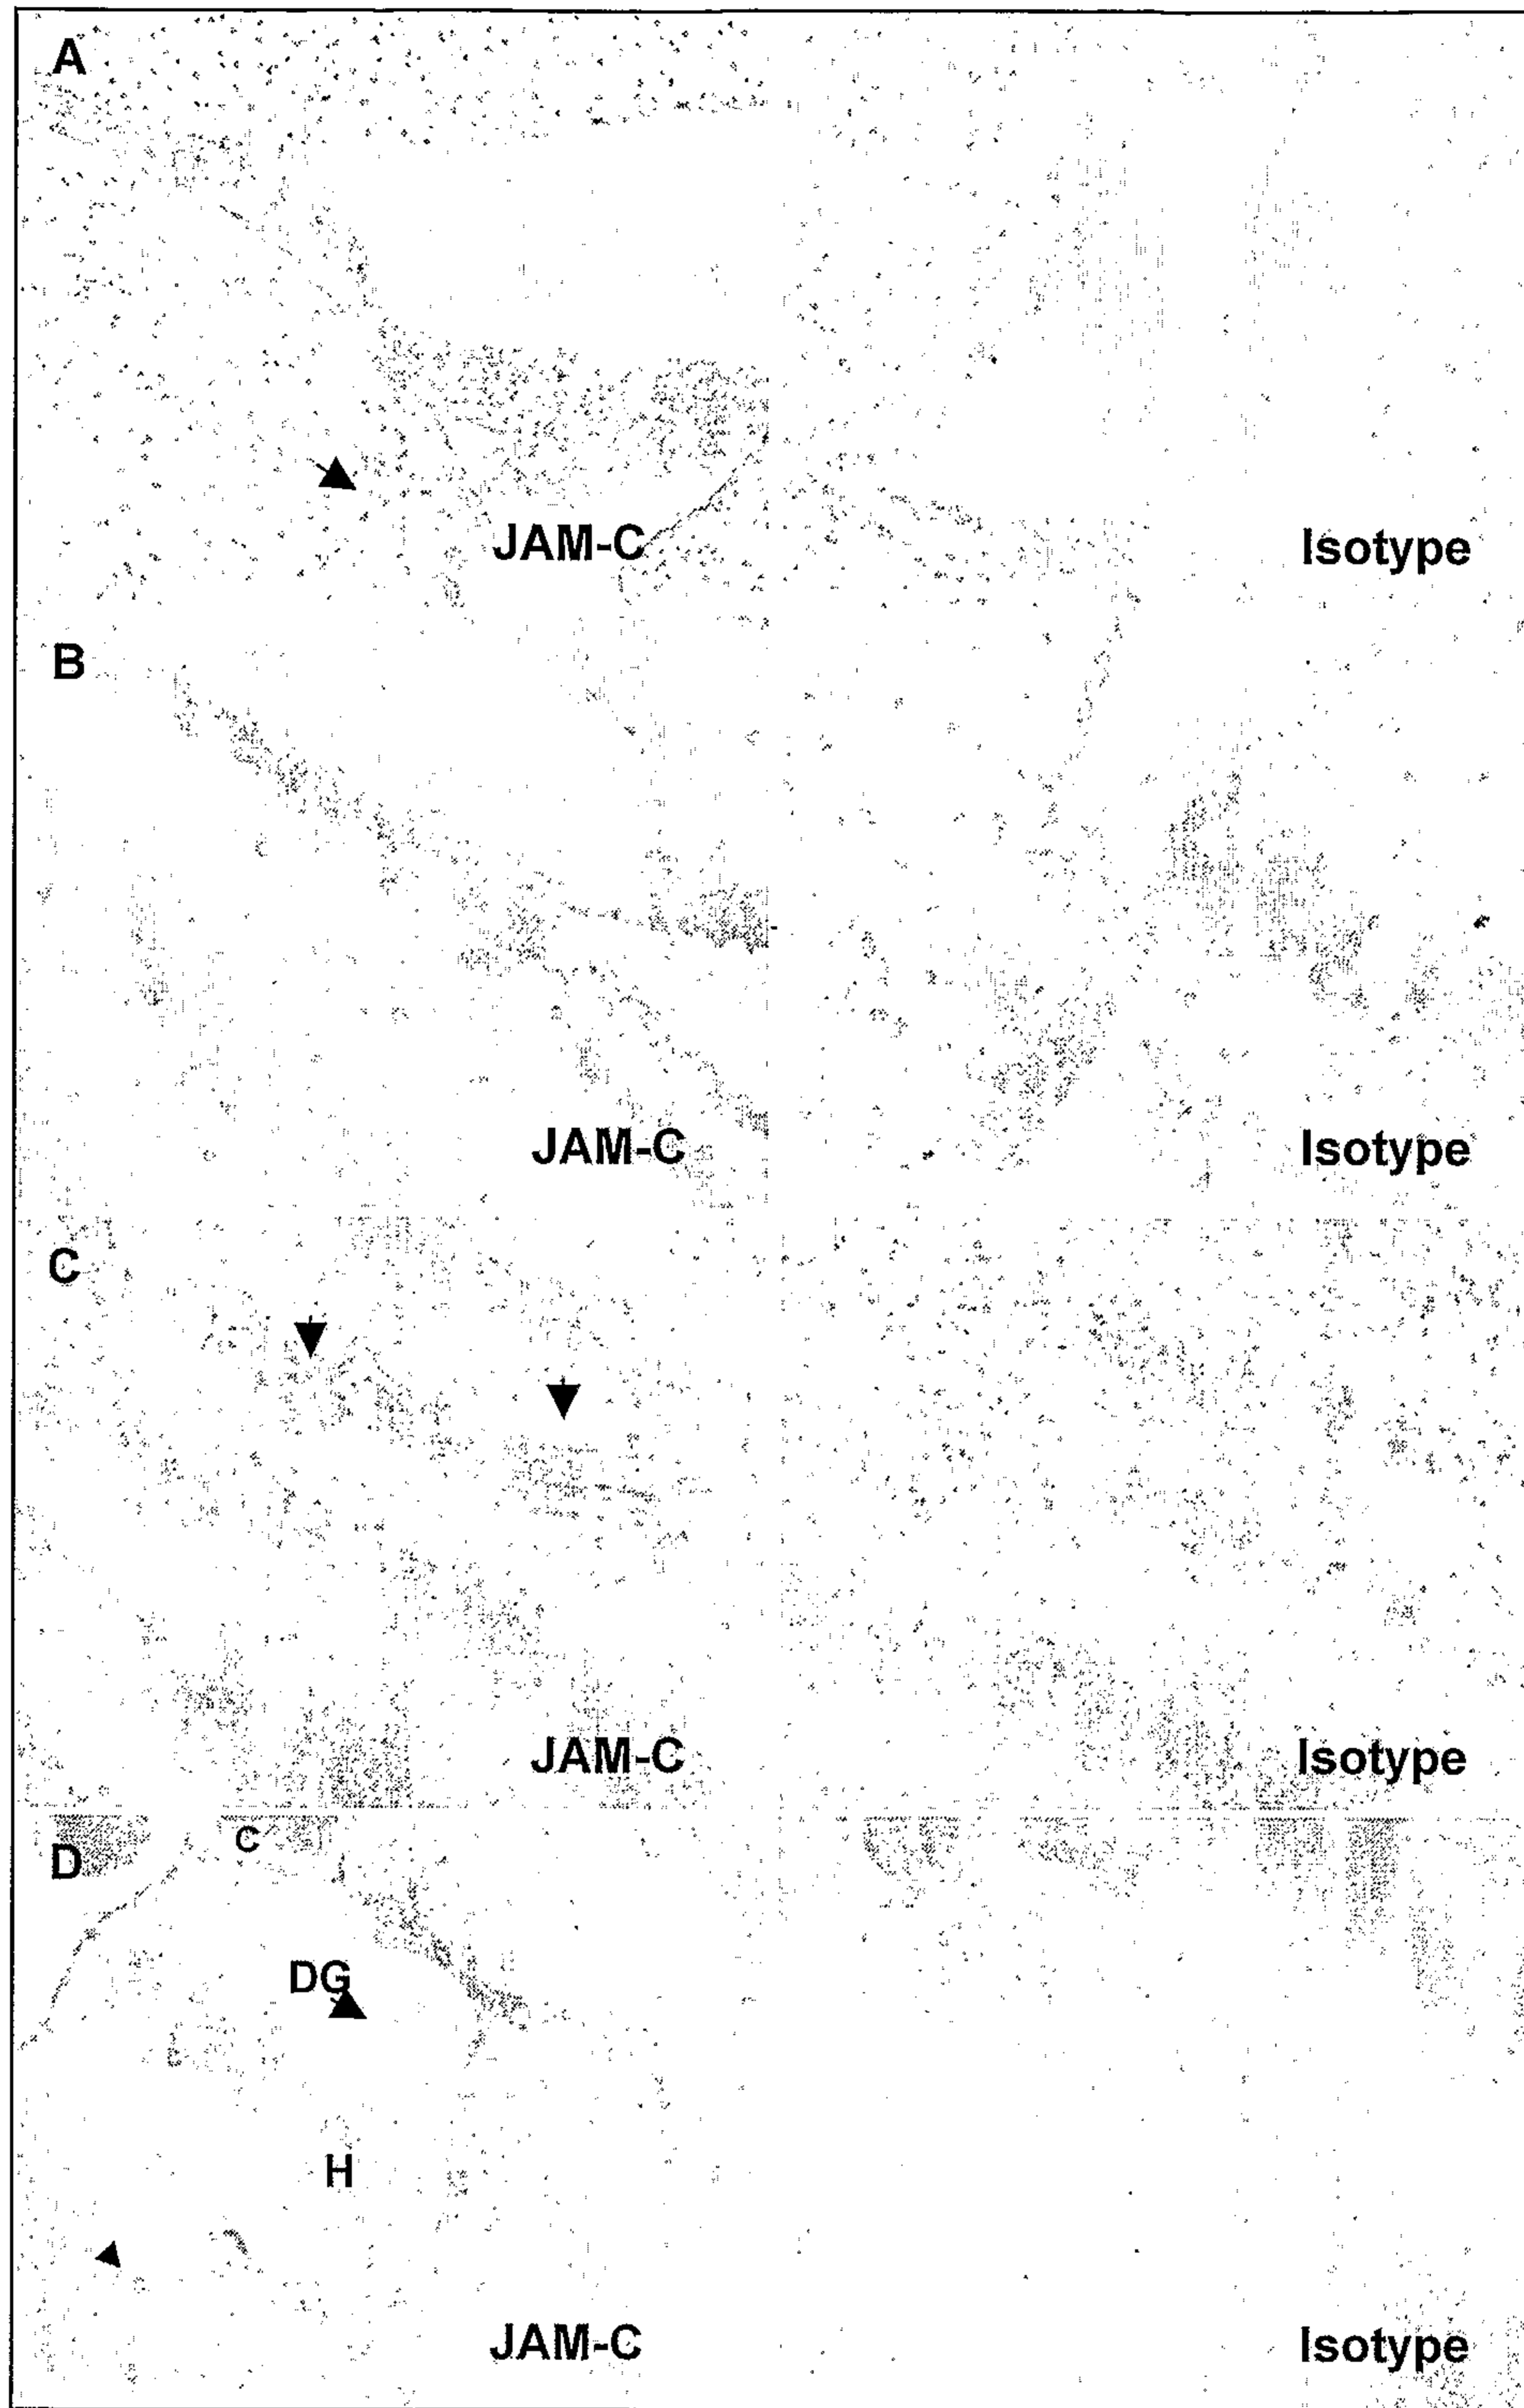 A
JAM-C
Isotype
B
JAM-C
Isotype
C
JAM-C
Isotype
D
C
DG
H
JAM-C
Isotype